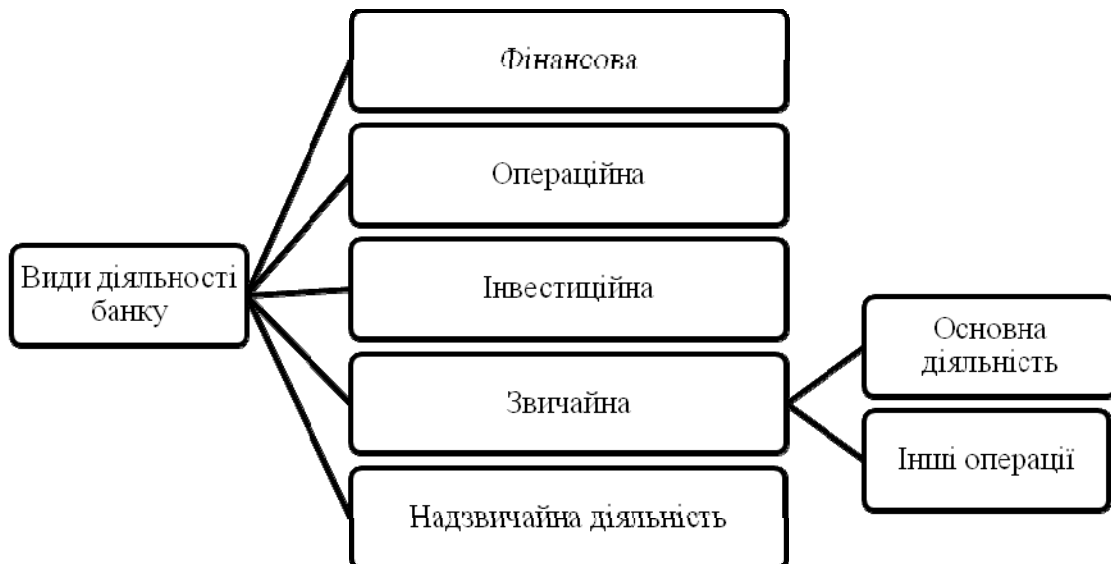 Фінансова
Операційна
Види діяльності
банку
Інвестиційна
Звичайна
Основна
діяльність
Інші операції
Надзвичайна діяльність